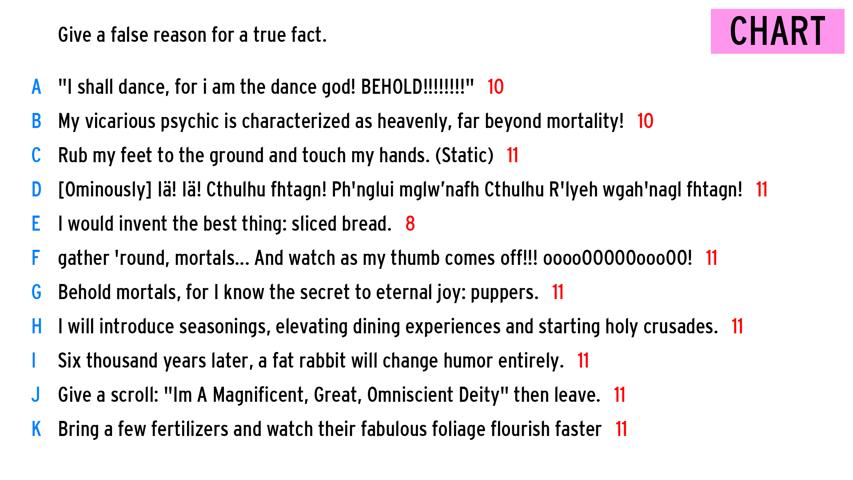 Give a false reason for a true fact.
CHART
A "I shall dance, for i am the dance god! BEHOLD!!!!!!!!" 10
B My vicarious psychic is characterized as heavenly, far beyond mortality! 10
C Rub my feet to the ground and touch my hands. (Static) 11
D [Ominously] Iä! Iä! Cthulhu fhtagn! Ph'nglui mglw'nafh Cthulhu R'lyeh wgah'nagl fhtagn! 11
E I would invent the best thing: sliced bread. 8
F gather 'round, mortals... And watch as my thumb comes off!!! ooooOOOOOoooOO! 11
G Behold mortals, for I know the secret to eternal joy: puppers. 11
H I will introduce seasonings, elevating dining experiences and starting holy crusades. 11
I Six thousand years later, a fat rabbit will change humor entirely. 11
J Give a scroll: "Im A Magnificent, Great, Omniscient Deity" then leave. 11
K Bring a few fertilizers and watch their fabulous foliage flourish faster 11